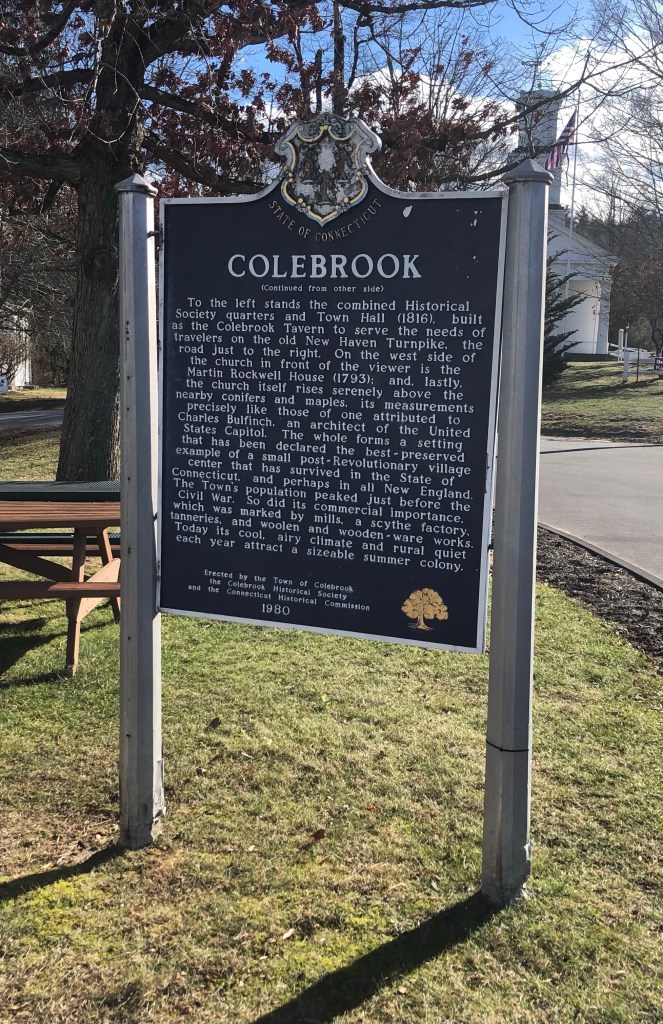 STATE OF CONNECTICUT
COLEBROOK
(Continued from other side)
To the left stands the combined Historical
Society quarters and Town Hall (1816), built
as the Colebrook Tavern to serve the needs of
travelers on the old New Haven Turnpike, the
road just to the right. On the west side of
the Church in front of the viewer is the
Martin Rockwell House (1793); and, lastly,
the church itself rises serenely above the
nearby conifers and maples, its measurements
precisely like those of one attributed to
Charles Bulfinch, an architect of the United
States Capitol. The whole forms a setting
that has been declared the best-preserved
example of a small post-Revolutionary village
center that has survived in the State of
Connecticut, and perhaps in all New England.
The Town's population peaked just before the
Civil War. So did its commercial importance,
which was marked by mills, a scythe factory,
tanneries, and woolen and wooden-ware works.
Today its cool, airy climate and rural quiet
each year attract a sizeable summer colony.
Erected by the Town of Colebrook
the Colebrook Historical Society
and the Connecticut Historical Commission
1980